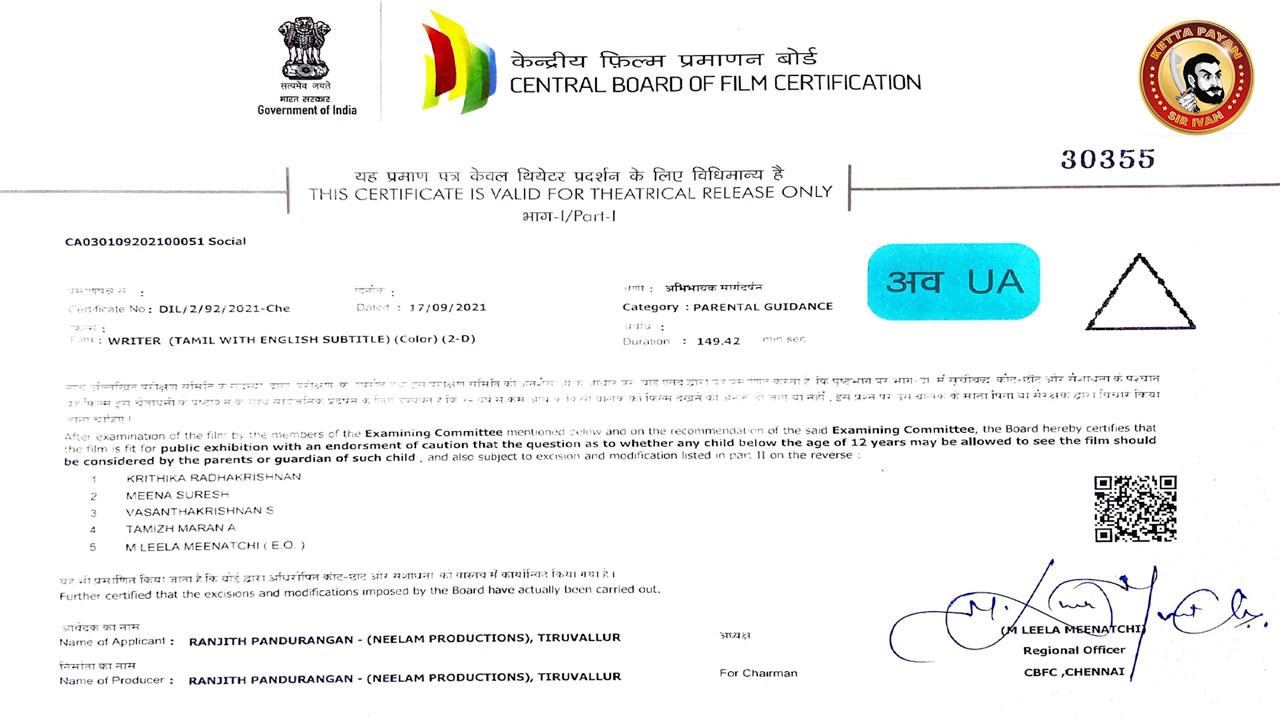 सत्यमेव जयते
भारत सरकार
Government of India
केन्द्रीय फ़िल्म प्रमाणन बोर्ड
CENTRAL BOARD OF FILM CERTIFICATION
KETTA PAYAN
SIR IVAN
30355
यह प्रमाण पत्र केवल थियेटर प्रदर्शन के लिए विधिमान्य है
THIS CERTIFICATE IS VALID FOR THEATRICAL RELEASE ONLY
भाग-I/Part-I
CA030109202100051 Social
अव UA
दिनांक :
: अभिभावक मार्गदर्शन
Certificate No : DIL/2/92/2021-Che
Dated : 17/09/2021
Category : PARENTAL GUIDANCE
Film : WRITER (TAMIL WITH ENGLISH SUBTITLE) (Color) (2-D)
Duration : 149.42 min sec
After examination of the film by the members of the Examining Committee mentioned below and on the recommendation of the said Examining Committee, the Board hereby certifies that
the film is fit for public exhibition with an endorsment of caution that the question as to whether any child below the age of 12 years may be allowed to see the film should
be considered by the parents or guardian of such child , and also subject to excision and modification listed in part II on the reverse :
1 KRITHIKA RADHAKRISHNAN
2 MEENA SURESH
3 VASANTHAKRISHNAN S
4 TAMIZH MARAN A
5 M LEELA MEENATCHI ( E.O. )
यह भी प्रमाणित किया जाता है कि बोर्ड द्वारा अधिरोपित काट-छाट और को वास्तव में कार्यान्वित किया गया है।
Further certified that the excisions and modifications imposed by the Board have actually been carried out.
आवेदक का नाम
Name of Applicant : RANJITH PANDURANGAN - (NEELAM PRODUCTIONS), TIRUVALLUR
अध्यक्ष
(M LEELA MEENATCHI)
Regional Officer
निर्माता का नाम
Name of Producer : RANJITH PANDURANGAN - (NEELAM PRODUCTIONS), TIRUVALLUR
For Chairman
CBFC ,CHENNAI